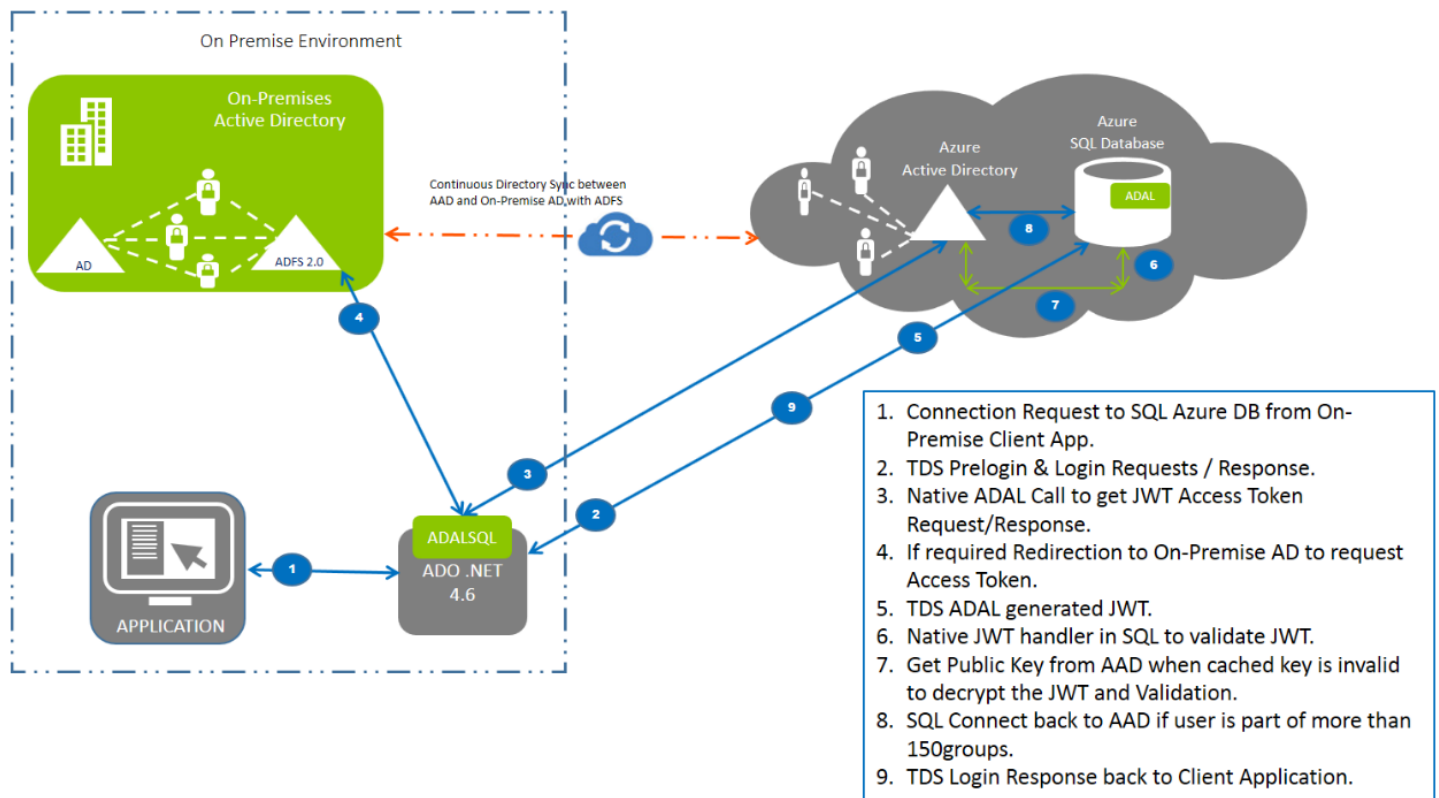 On Premise Environment
On-Premises
Active Directory
AD
ADFS 2.0
Continuous Directory Sync between
AAD and On-Premise AD with ADFS
Azure
Active Directory
Azure
SQL Database
ADAL
8
6
7
4
5
9
3
2
1
ADALSQL
ADO .NET
4.6
APPLICATION
1. Connection Request to SQL Azure DB from On-
Premise Client App.
2. TDS Prelogin & Login Requests / Response.
3. Native ADAL Call to get JWT Access Token
Request/Response.
4. If required Redirection to On-Premise AD to request
Access Token.
5. TDS ADAL generated JWT.
6. Native JWT handler in SQL to validate JWT.
7. Get Public Key from AAD when cached key is invalid
to decrypt the JWT and Validation.
8. SQL Connect back to AAD if user is part of more than
150groups.
9. TDS Login Response back to Client Application.